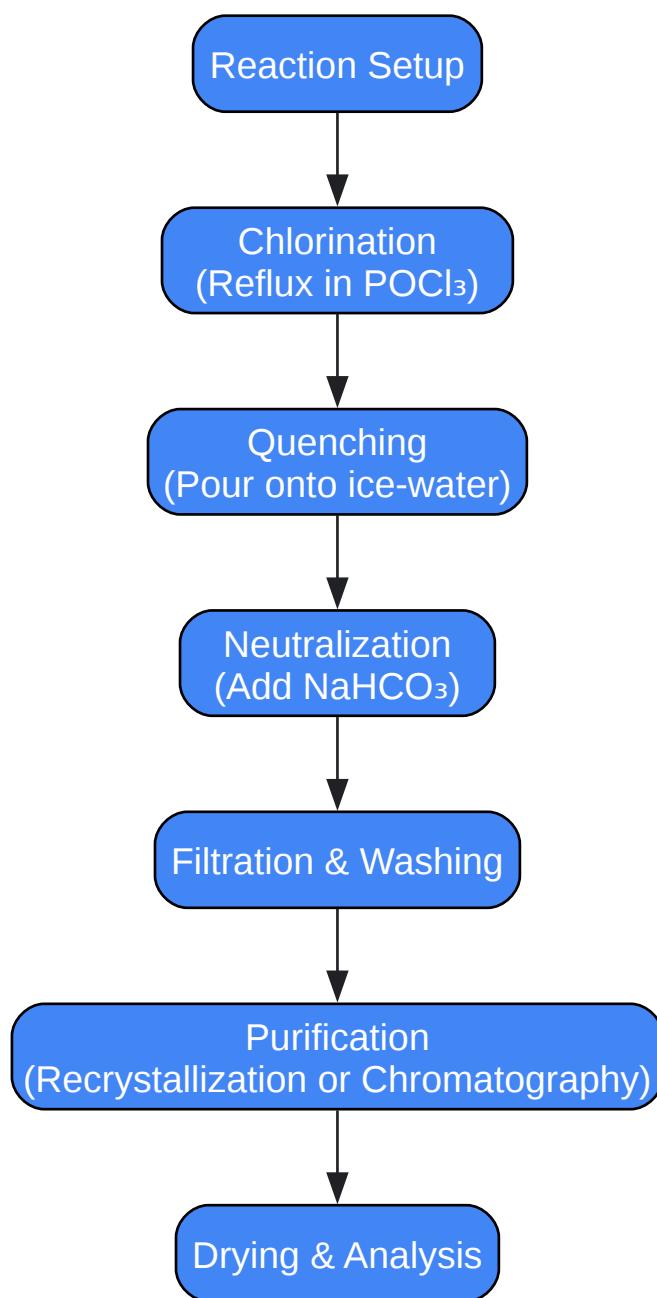 Reaction Setup
Chlorination
(Reflux in POCl₃)
Quenching
(Pour onto ice-water)
Neutralization
(Add NaHCO₃)
Filtration & Washing
Purification
(Recrystallization or Chromatography)
Drying & Analysis